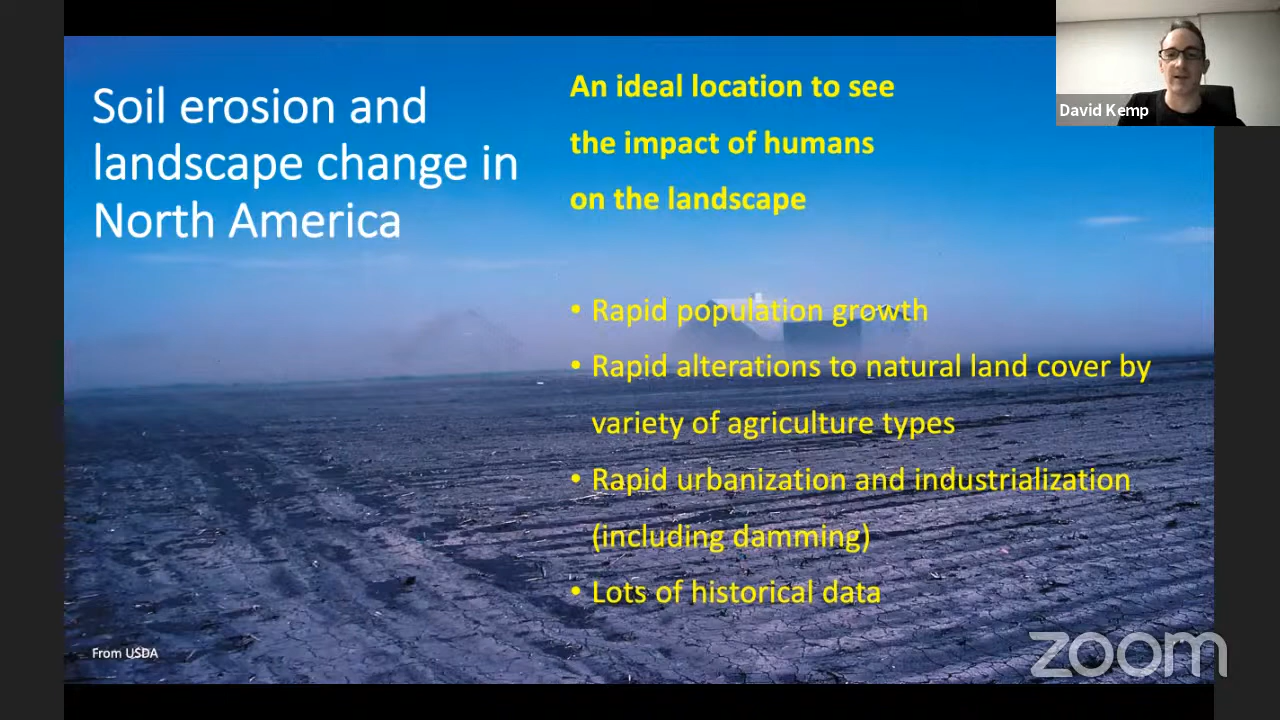 Soil erosion and
landscape change in
North America
An ideal location to see
the impact of humans
on the landscape
• Rapid population growth
• Rapid alterations to natural land cover by
variety of agriculture types
• Rapid urbanization and industrialization
(including damming)
• Lots of historical data
From USDA
David Kemp
zoom